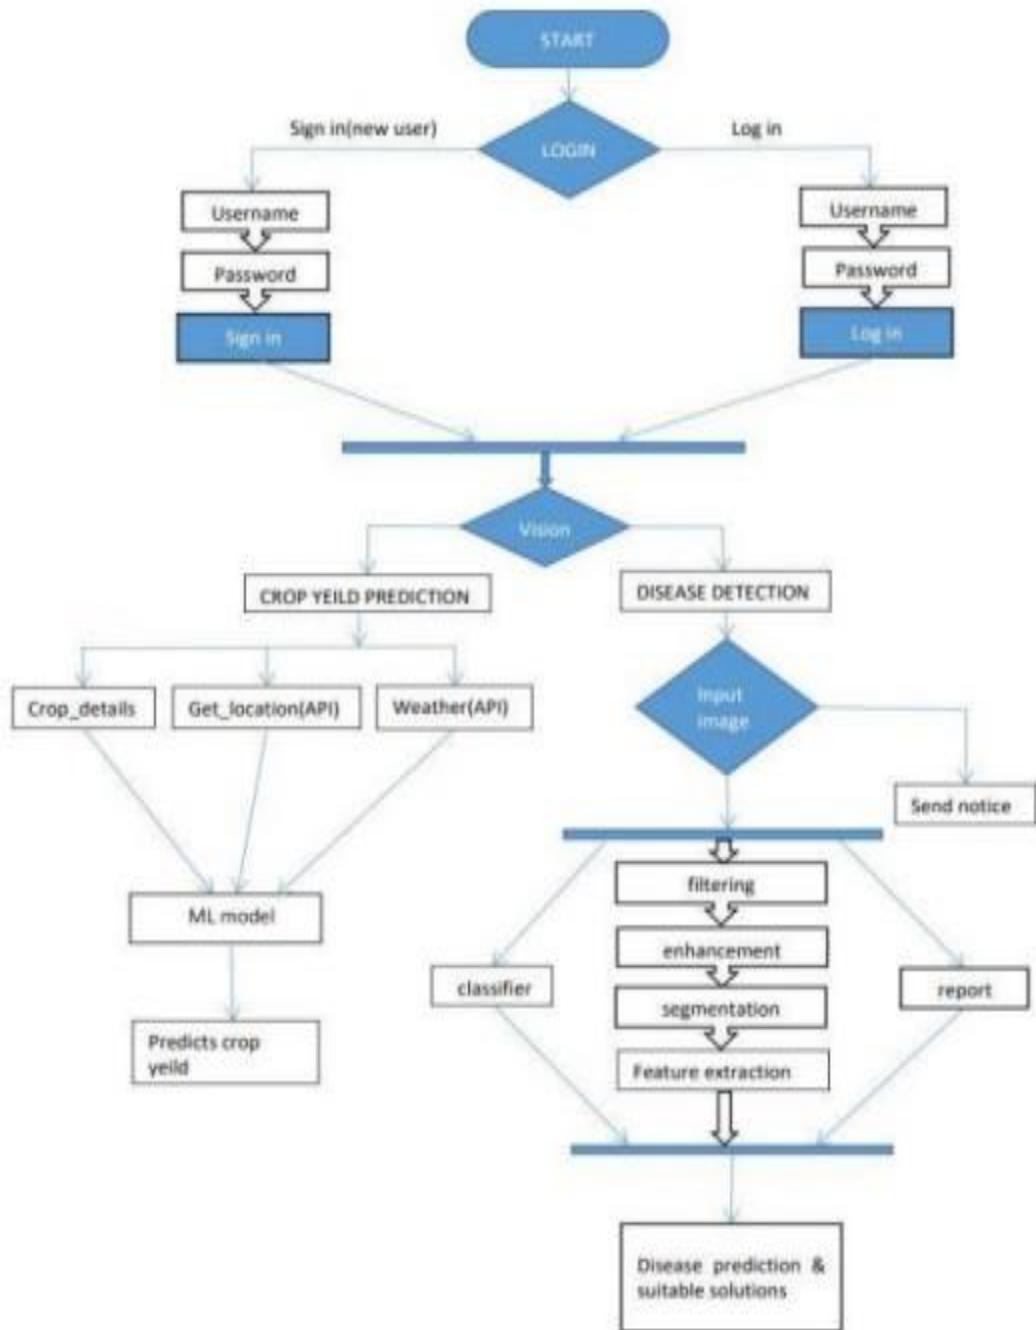 START
Sign in(new user)
LOGIN
Log in
Username
Password
Sign in
Username
Password
Log in
Vision
CROP YEILD PREDICTION
DISEASE DETECTION
Crop_details
Get_location(API)
Weather(API)
Input
image
Send notice
ML model
Predicts crop
yeild
filtering
enhancement
segmentation
Feature extraction
classifier
report
Disease prediction &
suitable solutions